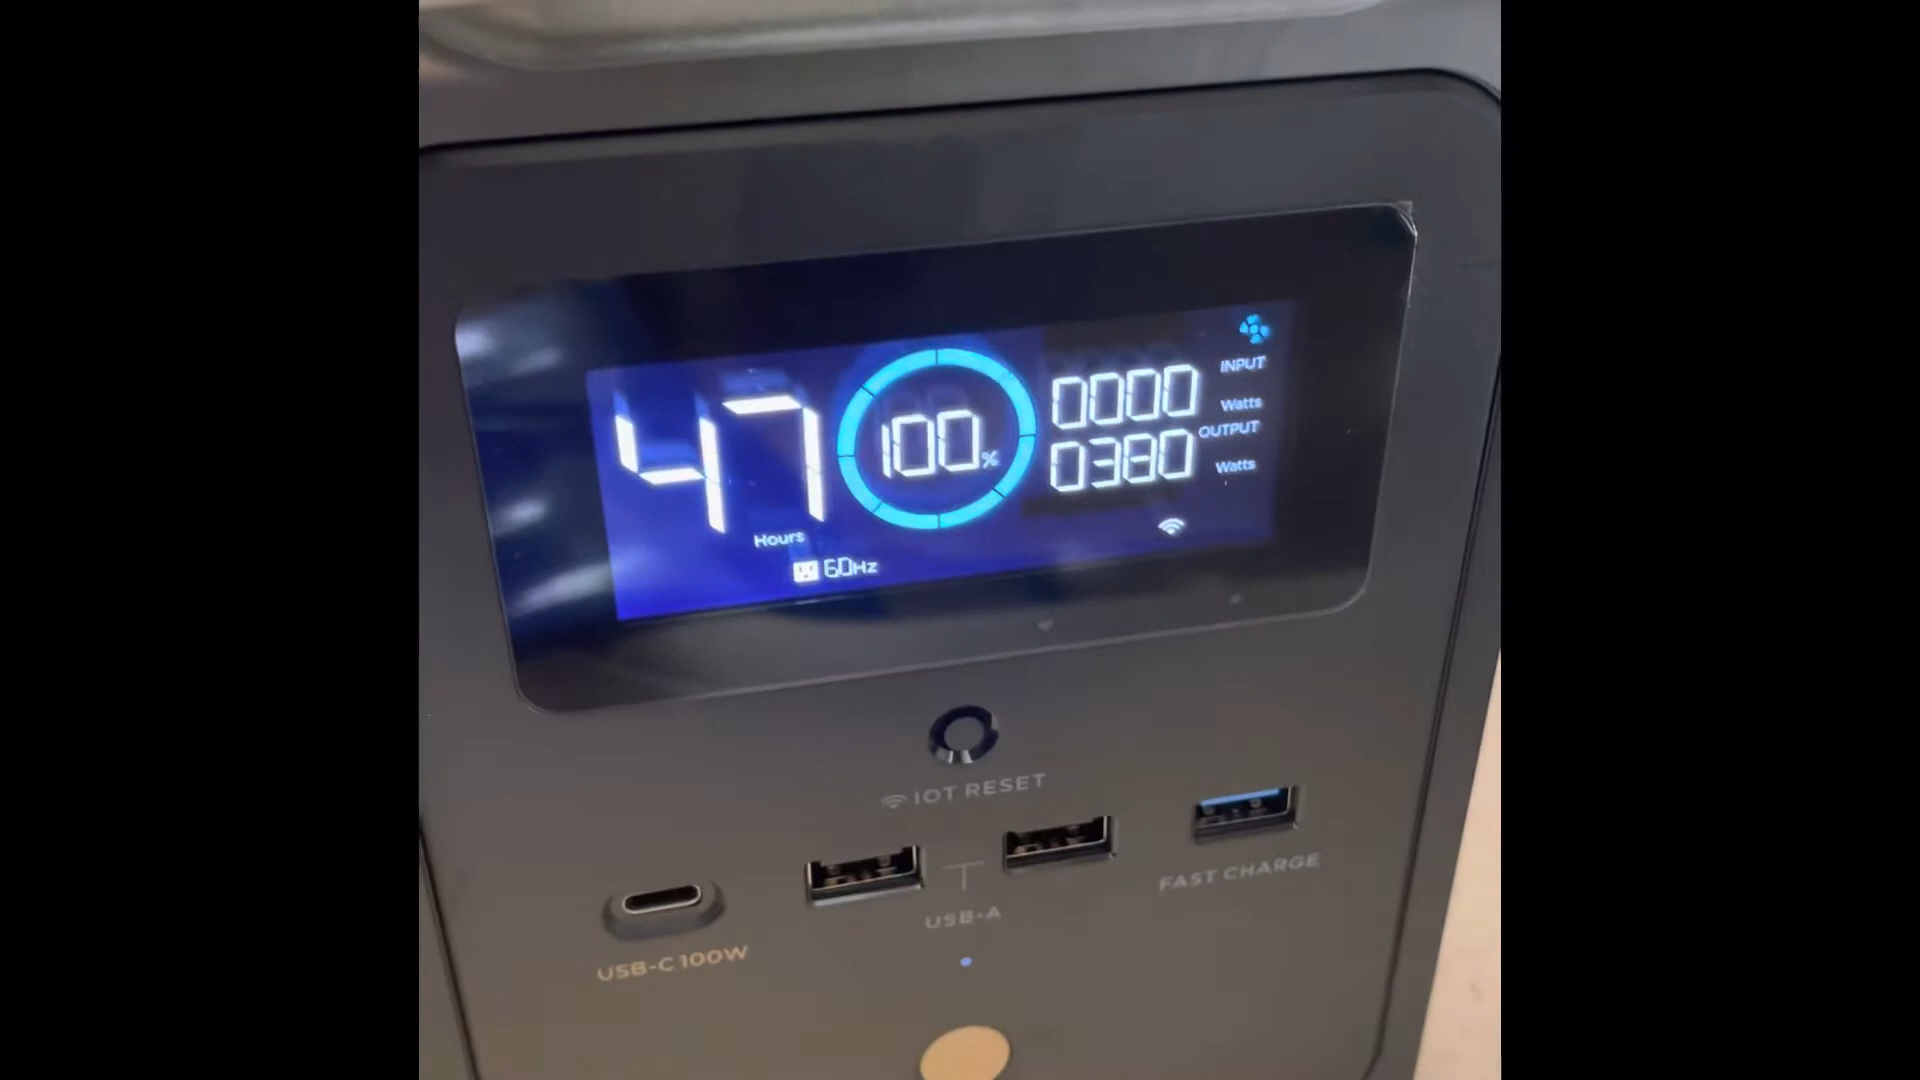 47
Hours
100%
0000
INPUT
Watts
0380
OUTPUT
Watts
60Hz
IOT RESET
USB-C 100W
USB-A
FAST CHARGE